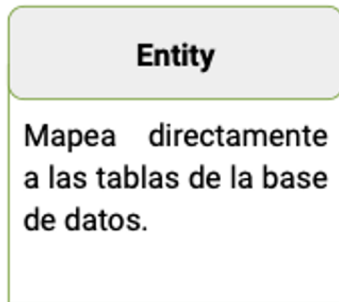 Entity
Mapea directamente
a las tablas de la base
de datos.